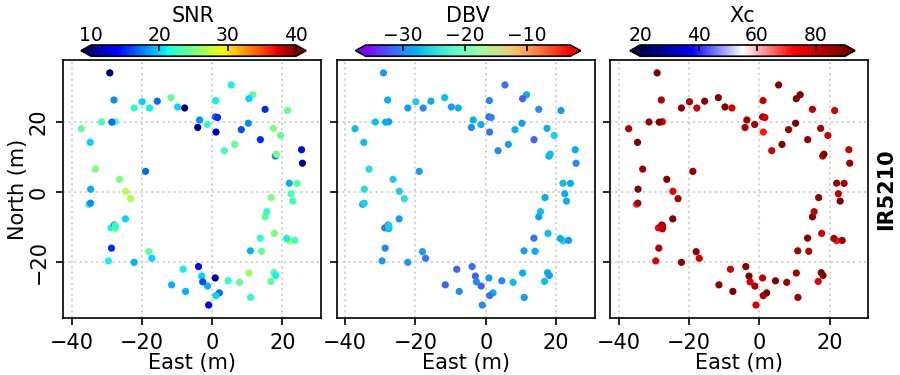 SNR DBV Xc
10 20 30 40 −30 −20 −10 20 40 60 80
North (m)
20
0
−20
−40 −20 0 20 −40 −20 0 20 −40 −20 0 20
East (m) East (m) East (m)
IR5210